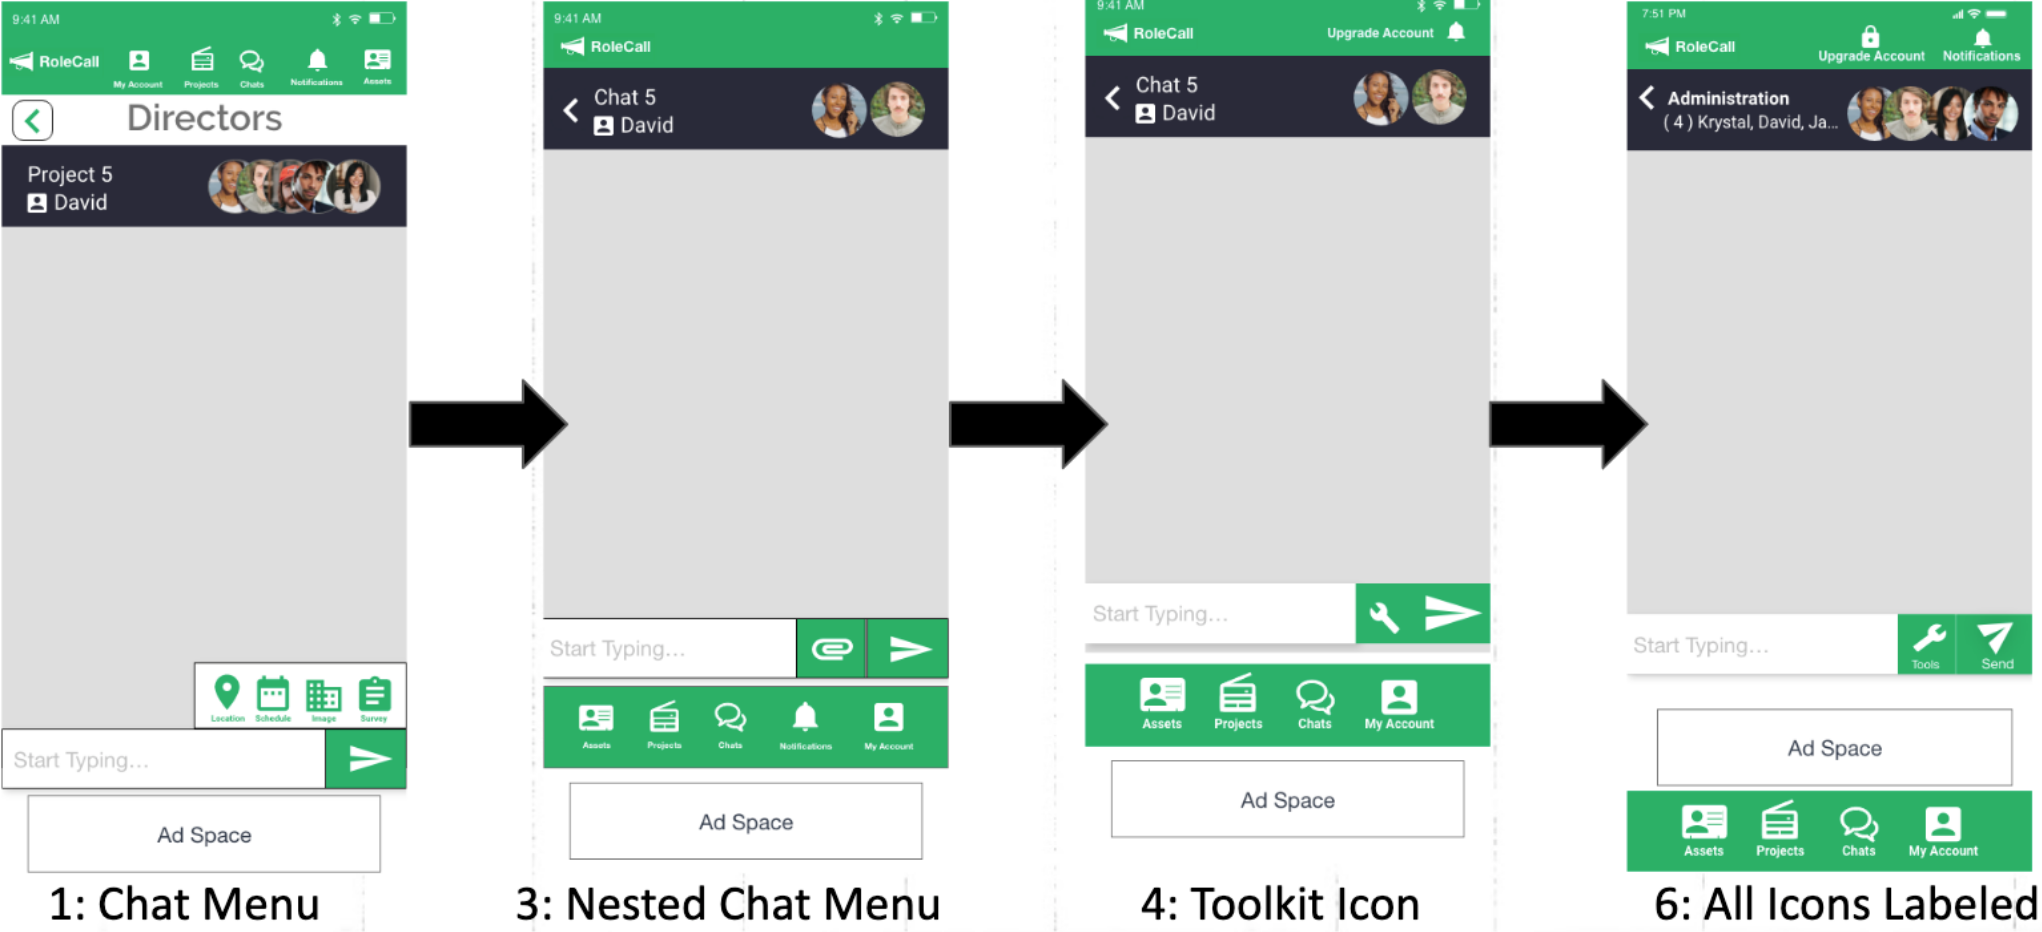 9:41 AM
RoleCall
My Account
Projects
Chats
Notifications
Assets
Directors
Project 5
David
Location
Schedule
Image
Survey
Start Typing...
Ad Space
1: Chat Menu
9:41 AM
RoleCall
Chat 5
David
Start Typing...
Assets
Projects
Chats
Notifications
My Account
Ad Space
3: Nested Chat Menu
9:41 AM
RoleCall
Upgrade Account
Chat 5
David
Start Typing...
Assets
Projects
Chats
My Account
Ad Space
4: Toolkit Icon
7:51 PM
RoleCall
Upgrade Account
Notifications
Administration
( 4 ) Krystal, David, Ja...
Start Typing...
Tools
Send
Ad Space
Assets
Projects
Chats
My Account
6: All Icons Labeled